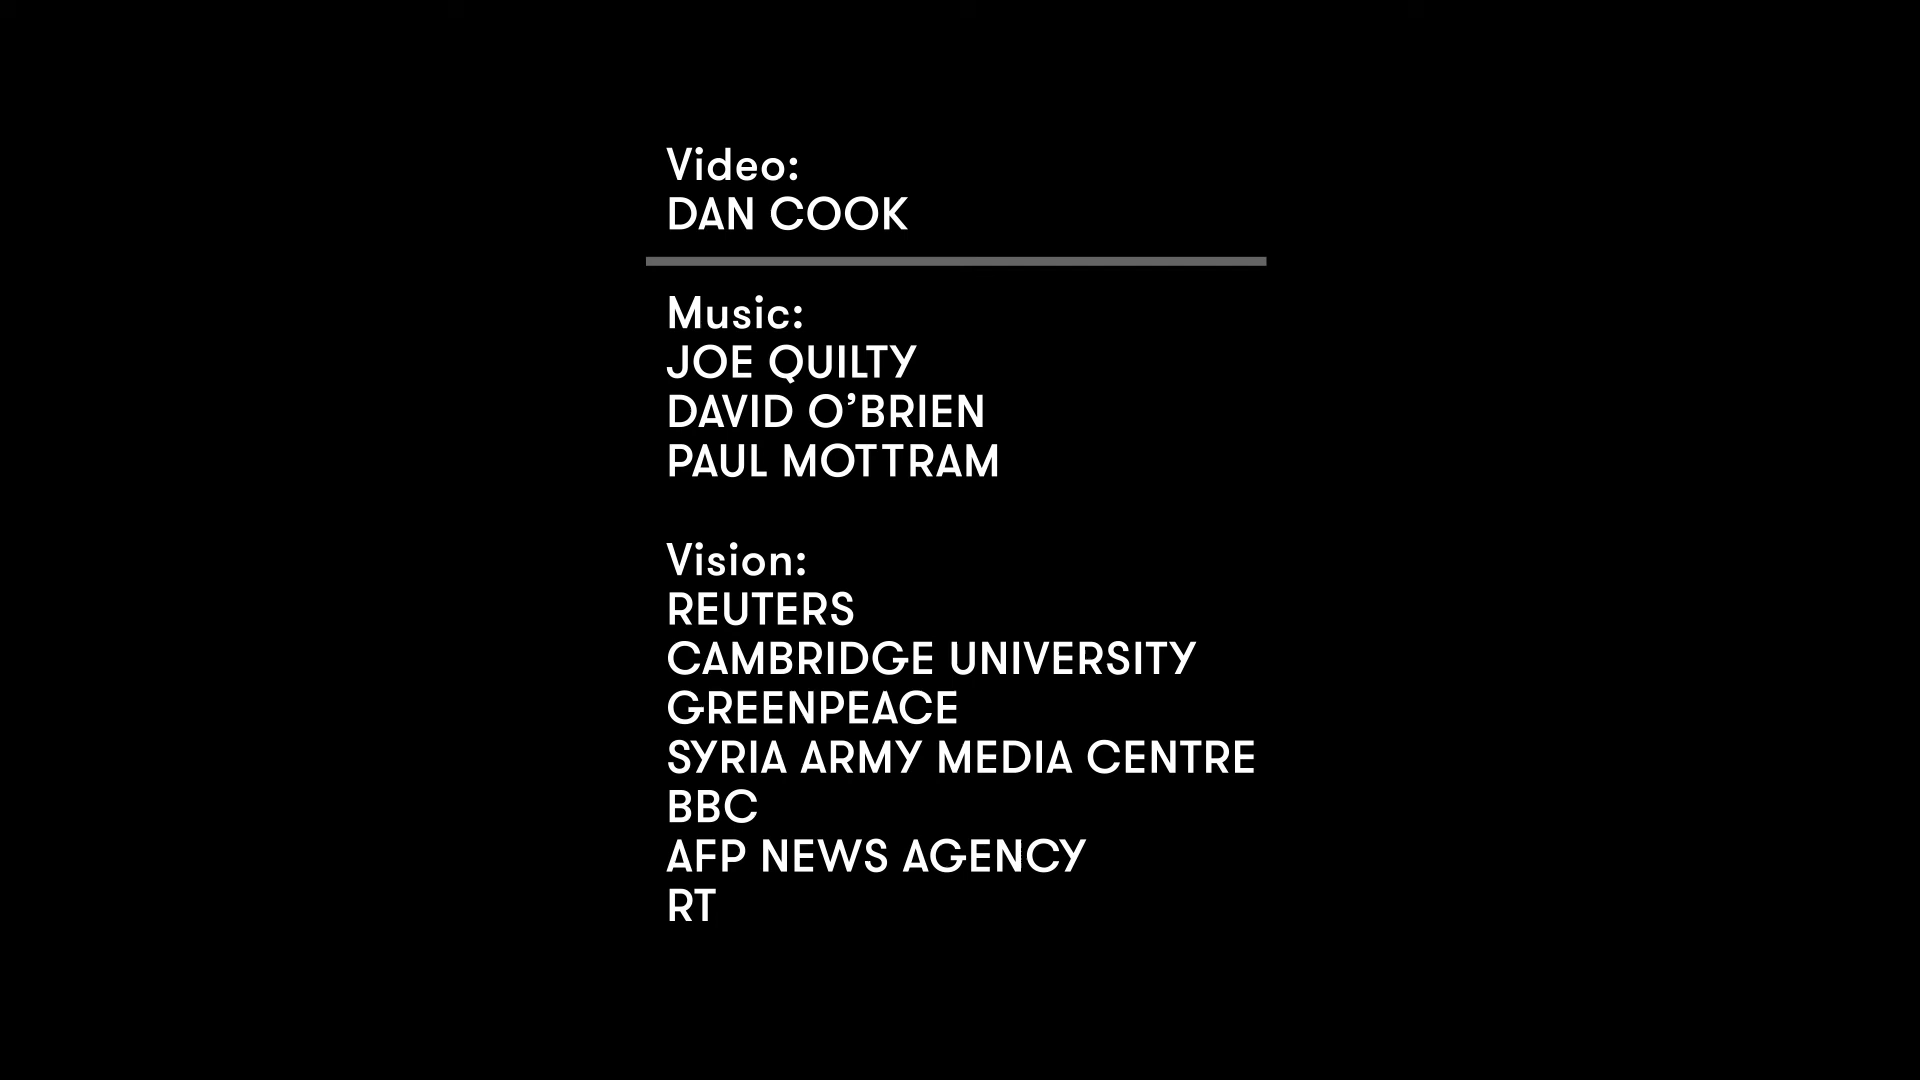 Video:
DAN COOK
Music:
JOE QUILTY
DAVID O’BRIEN
PAUL MOTTRAM
Vision:
REUTERS
CAMBRIDGE UNIVERSITY
GREENPEACE
SYRIA ARMY MEDIA CENTRE
BBC
AFP NEWS AGENCY
RT